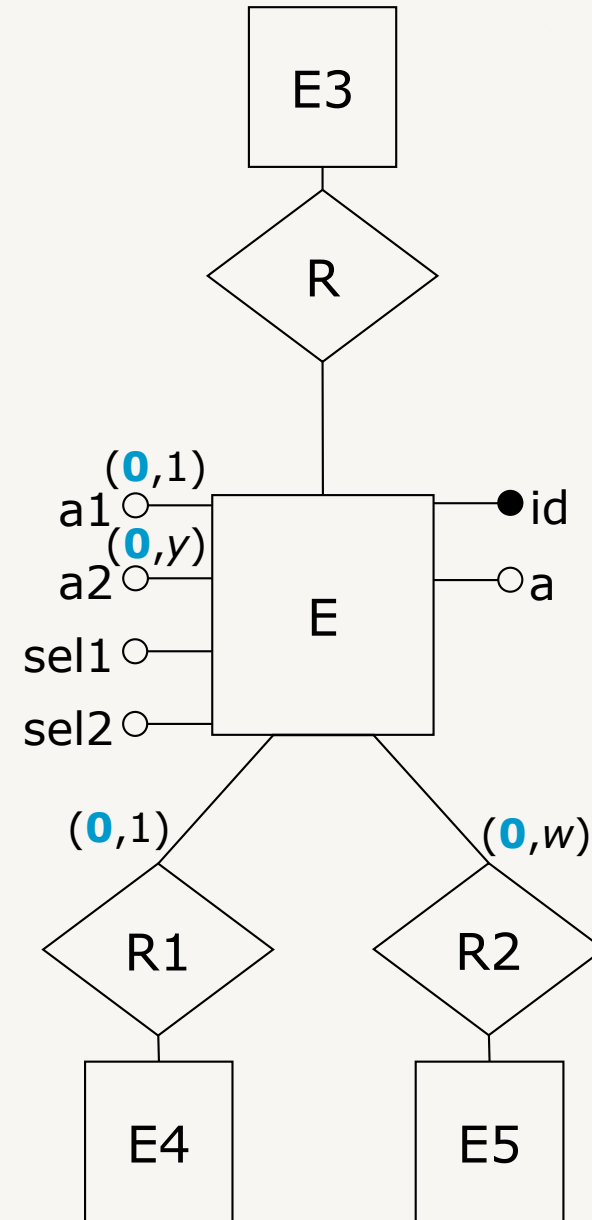 E3
R
(0,1)
a1
id
(0,y)
a2
a
E
sel1
sel2
(0,1)
(0,w)
R1
R2
E4
E5